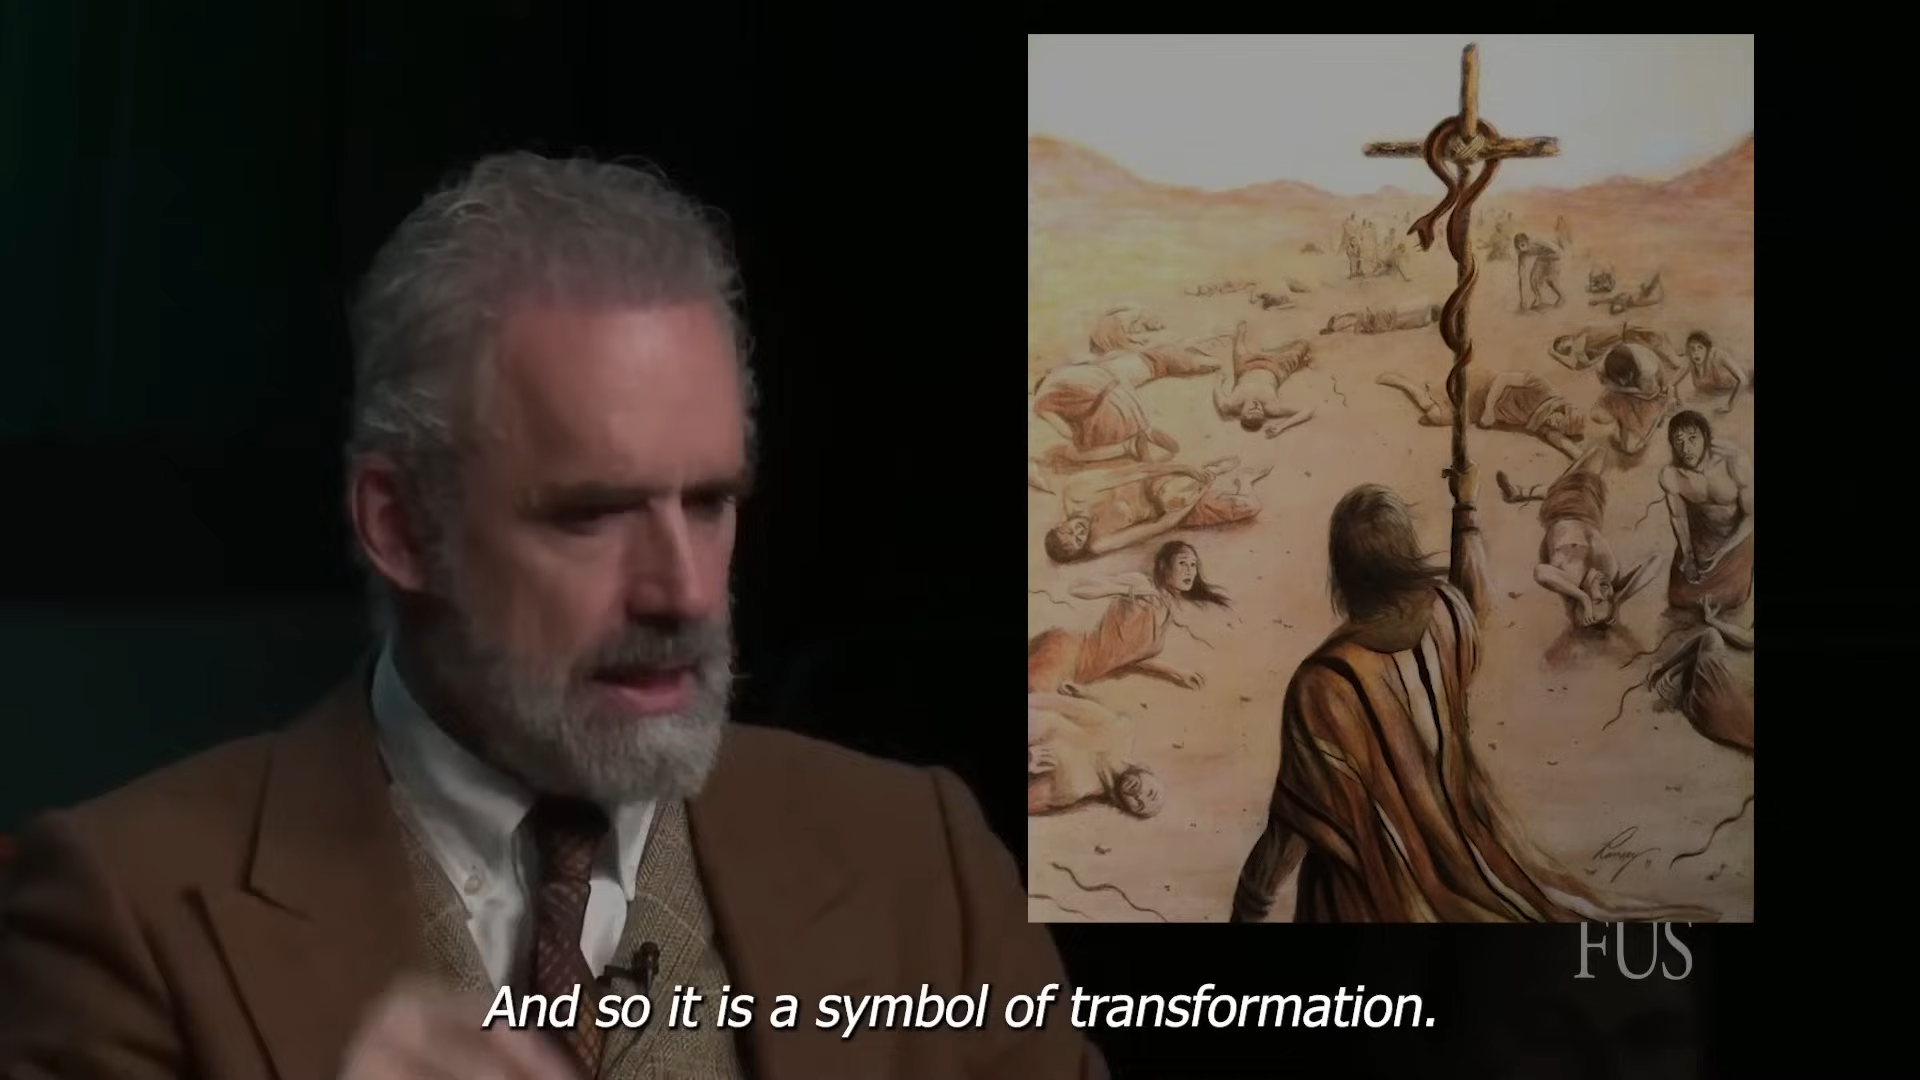 FUS
And so it is a symbol of transformation.